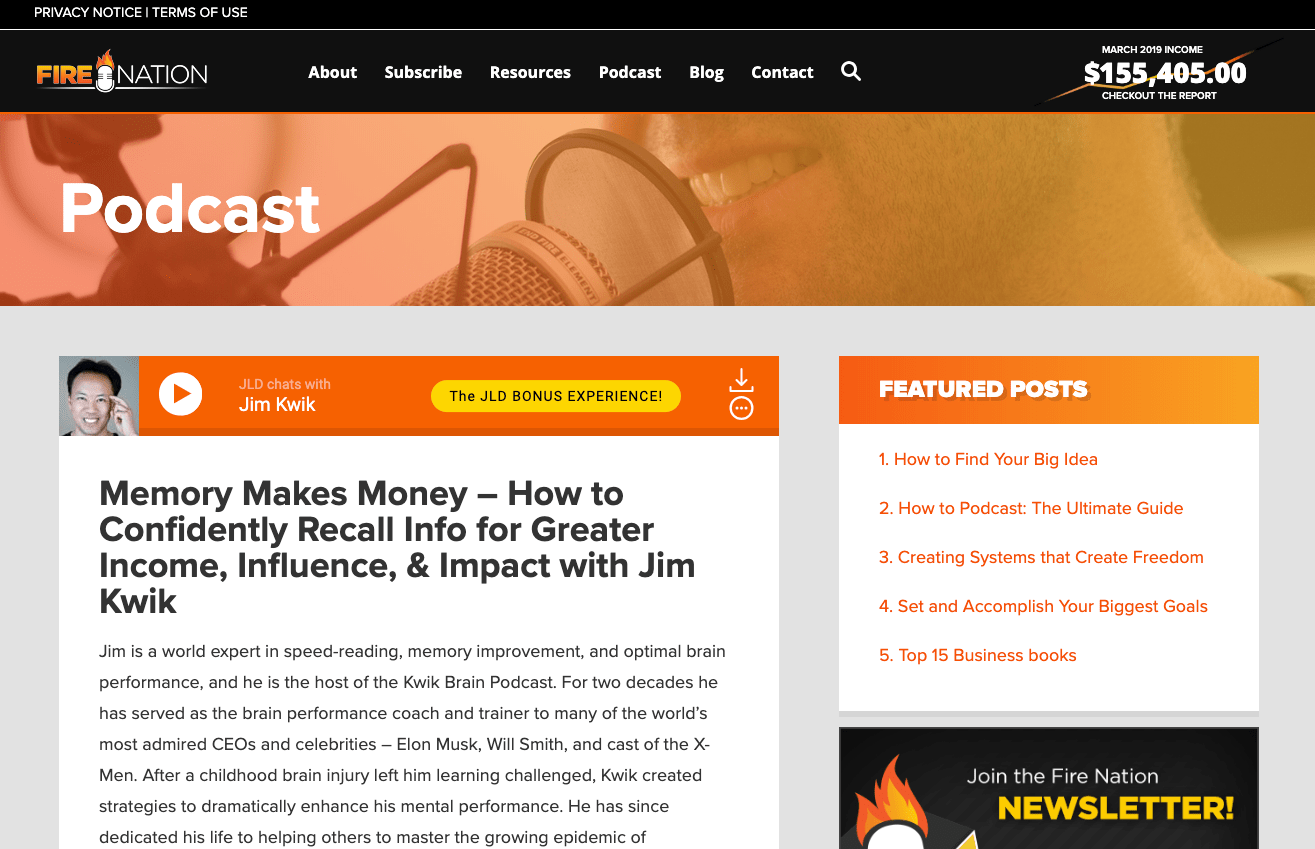 PRIVACY NOTICE | TERMS OF USE
FIRE NATION
About Subscribe Resources Podcast Blog Contact
MARCH 2019 INCOME
$155,405.00
CHECKOUT THE REPORT
Podcast
END FIRE ELEMENT
JLD chats with
Jim Kwik
The JLD BONUS EXPERIENCE!
Memory Makes Money – How to
Confidently Recall Info for Greater
Income, Influence, & Impact with Jim
Kwik
Jim is a world expert in speed-reading, memory improvement, and optimal brain
performance, and he is the host of the Kwik Brain Podcast. For two decades he
has served as the brain performance coach and trainer to many of the world’s
most admired CEOs and celebrities – Elon Musk, Will Smith, and cast of the X-
Men. After a childhood brain injury left him learning challenged, Kwik created
strategies to dramatically enhance his mental performance. He has since
dedicated his life to helping others to master the growing epidemic of
FEATURED POSTS
1. How to Find Your Big Idea
2. How to Podcast: The Ultimate Guide
3. Creating Systems that Create Freedom
4. Set and Accomplish Your Biggest Goals
5. Top 15 Business books
Join the Fire Nation
NEWSLETTER!